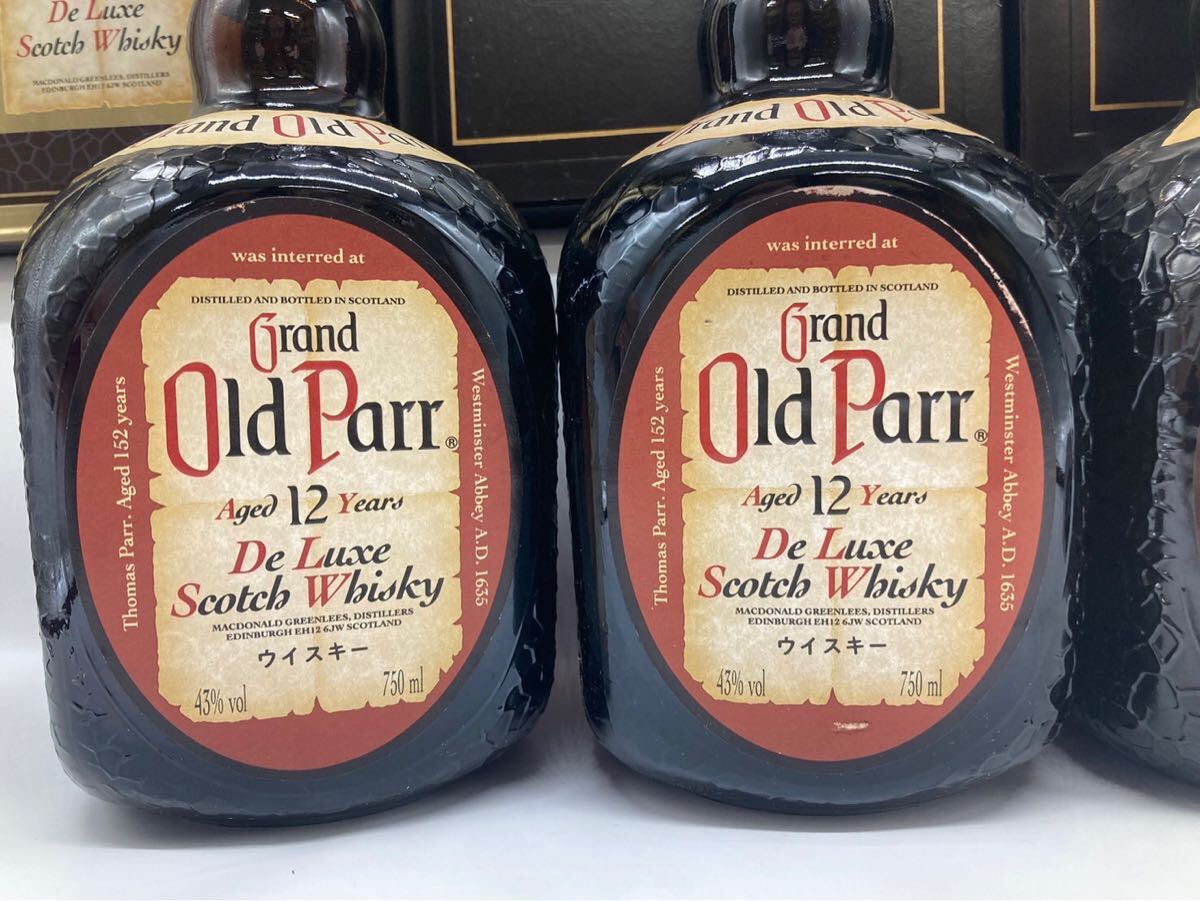 De Luxe
Scotch Whisky
MACDONALD GREENLEES, DISTILLERS
EDINBURGH EH12 6JW SCOTLAND
Grand Old Parr
was interred at
Thomas Parr. Aged 152 years
Westminster Abbey A.D. 1635
DISTILLED AND BOTTLED IN SCOTLAND
Grand
Old Parr®
Aged 12 Years
De Luxe
Scotch Whisky
MACDONALD GREENLEES, DISTILLERS
EDINBURGH EH12 6JW SCOTLAND
ウイスキー
43% vol 750 ml
Grand Old Parr
was interred at
Thomas Parr. Aged 152 years
Westminster Abbey A.D. 1635
DISTILLED AND BOTTLED IN SCOTLAND
Grand
Old Parr®
Aged 12 Years
De Luxe
Scotch Whisky
MACDONALD GREENLEES, DISTILLERS
EDINBURGH EH12 6JW SCOTLAND
ウイスキー
43% vol 750 ml